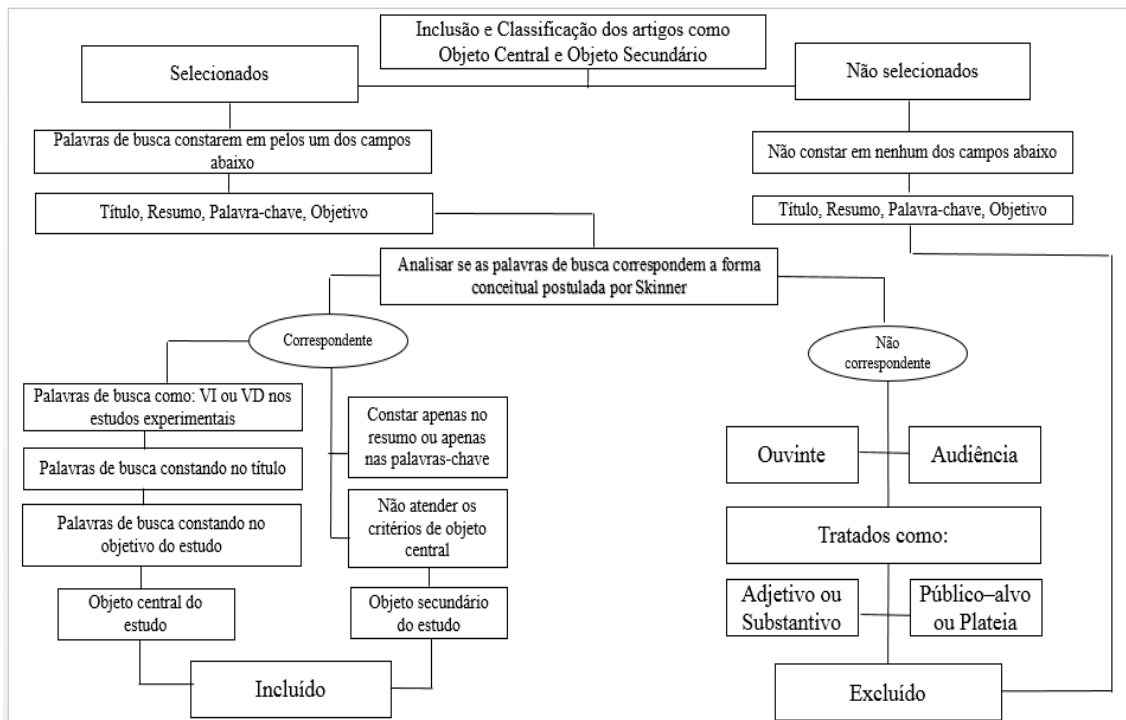 Inclusão e Classificação dos artigos como
Objeto Central e Objeto Secundário
Selecionados
Não selecionados
Palavras de busca constarem em pelos um dos campos
abaixo
Não constar em nenhum dos campos abaixo
Título, Resumo, Palavra-chave, Objetivo
Título, Resumo, Palavra-chave, Objetivo
Analisar se as palavras de busca correspondem a forma
conceitual postulada por Skinner
Correspondente
Não
correspondente
Palavras de busca como: VI ou VD nos
estudos experimentais
Constar apenas no
resumo ou apenas
nas palavras-chave
Palavras de busca constando no título
Ouvinte
Audiência
Palavras de busca constando no
objetivo do estudo
Não atender os
critérios de objeto
central
Tratados como:
Objeto central do
estudo
Objeto secundário
do estudo
Adjetivo ou
Substantivo
Público–alvo
ou Plateia
Incluído
Excluído